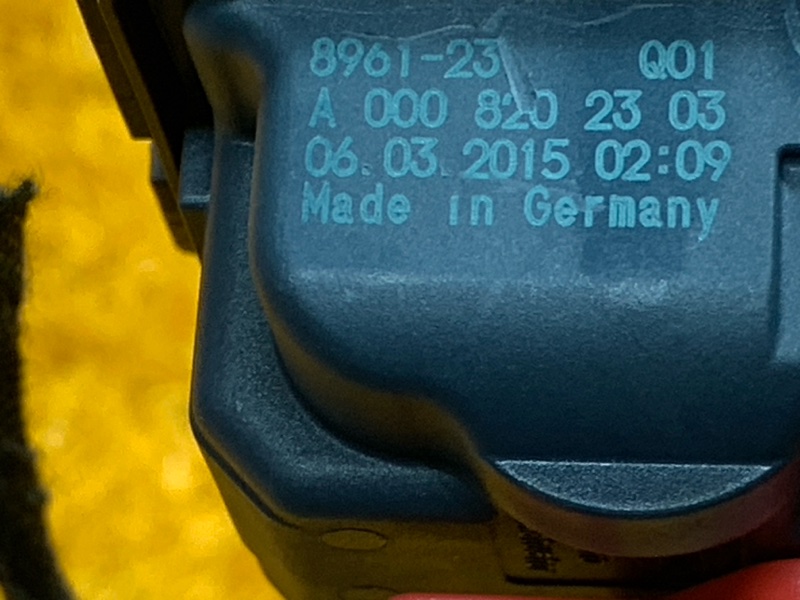 8961-23 Q01
A 000 820 23 03
06.03.2015 02:09
Made in Germany